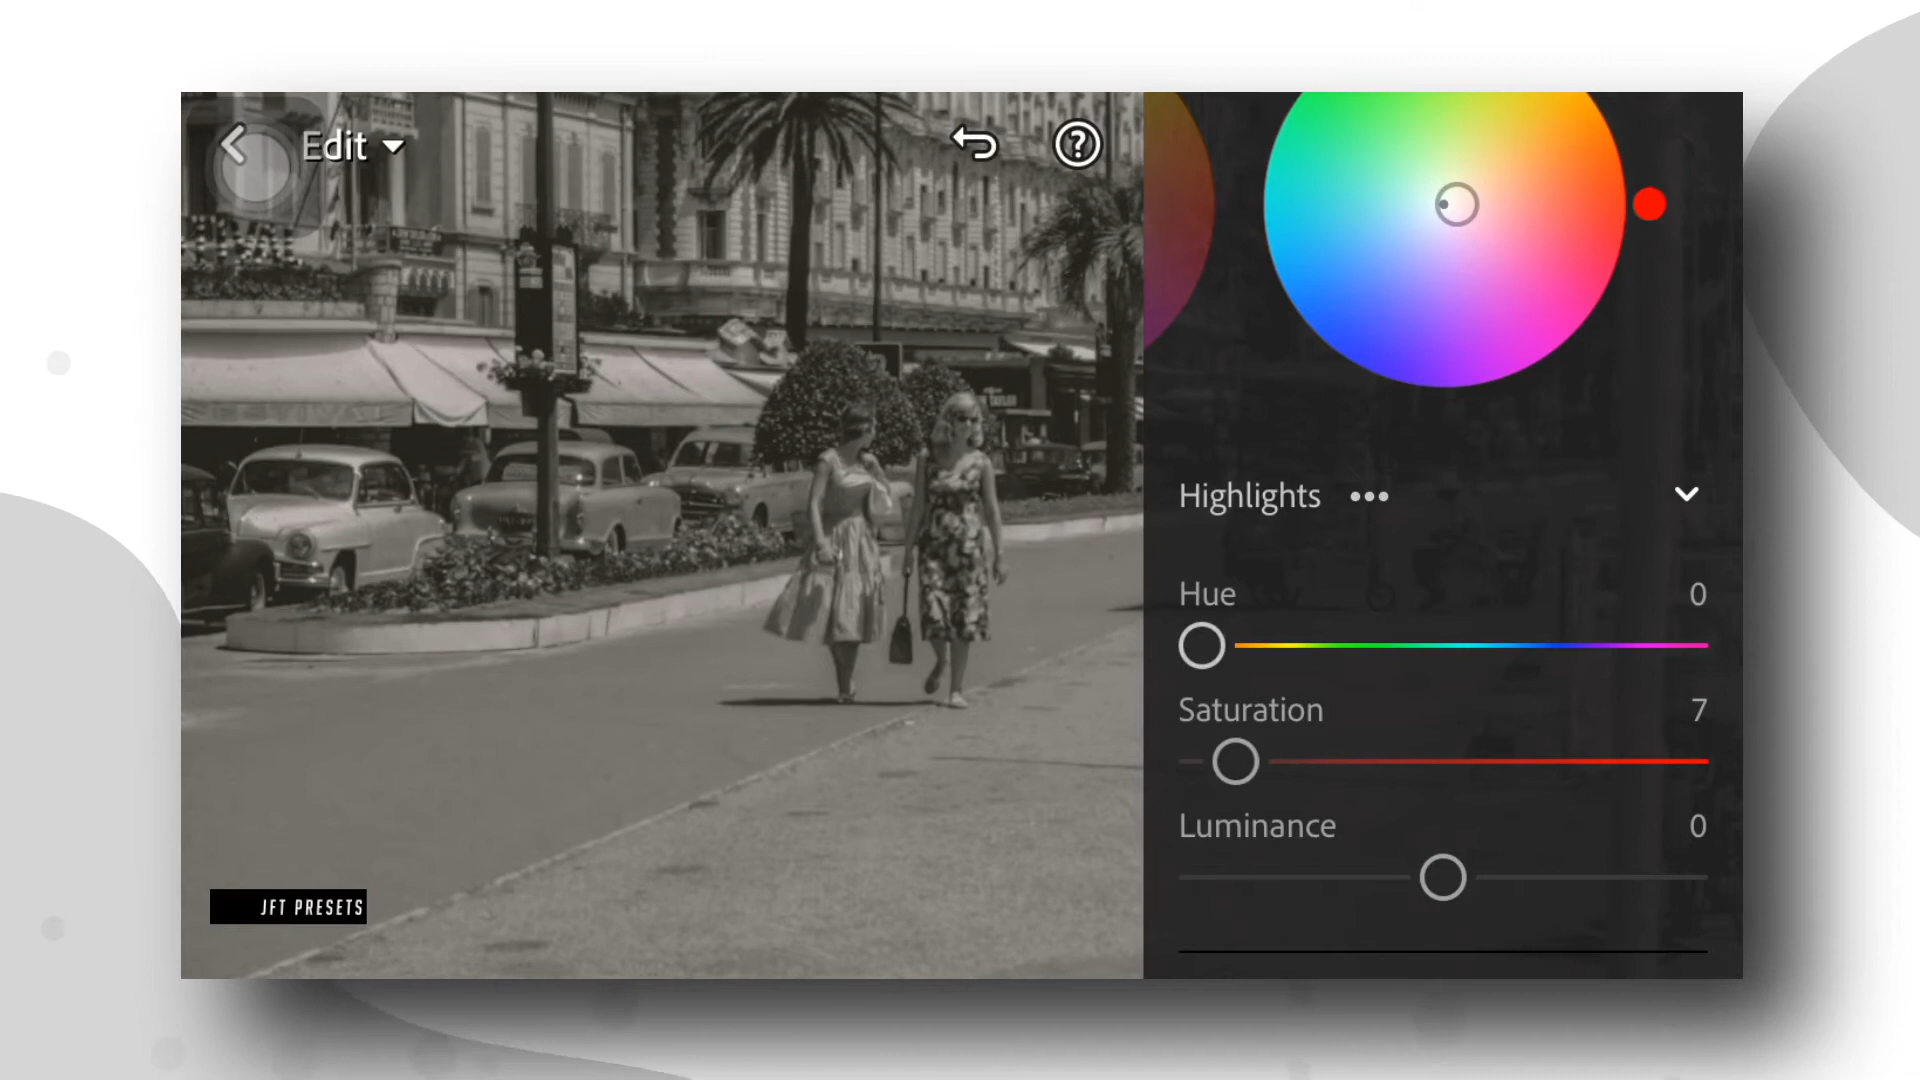 Edit
Highlights
Hue 0
Saturation 7
Luminance 0
JFT PRESETS